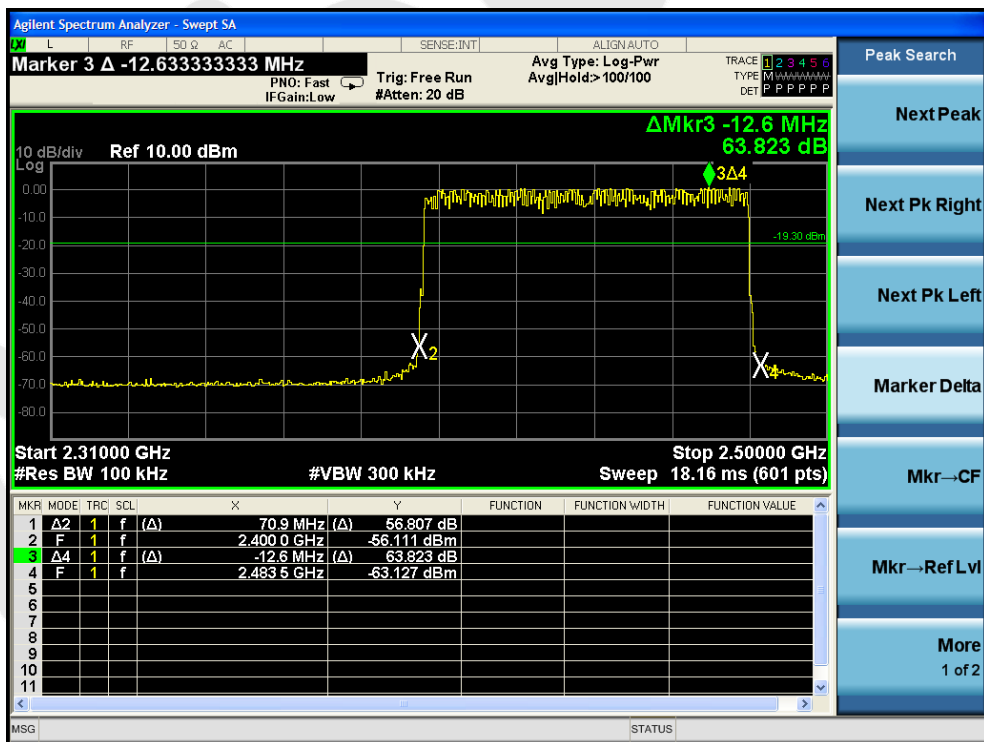 Agilent Spectrum Analyzer - Swept SA
LXI L RF 50 Ω AC SENSE:INT ALIGN AUTO
Marker 3 Δ -12.633333333 MHz
PNO: Fast
IFGain:Low
Trig: Free Run
#Atten: 20 dB
Avg Type: Log-Pwr
Avg|Hold:> 100/100
TRACE 1 2 3 4 5 6
TYPE M WWWWW
DET P P P P P P
ΔMkr3 -12.6 MHz
63.823 dB
10 dB/div Ref 10.00 dBm
Log
3Δ4
0.00
-10.0
-19.30 dBm
-20.0
-30.0
-40.0
-50.0
2
-60.0
4
-70.0
-80.0
Start 2.31000 GHz Stop 2.50000 GHz
#Res BW 100 kHz #VBW 300 kHz Sweep 18.16 ms (601 pts)
MKR MODE TRC SCL X Y FUNCTION FUNCTION WIDTH FUNCTION VALUE
1 Δ2 1 f (Δ) 70.9 MHz (Δ) 56.807 dB
2 F 1 f 2.400 0 GHz -56.111 dBm
3 Δ4 1 f (Δ) -12.6 MHz (Δ) 63.823 dB
4 F 1 f 2.483 5 GHz -63.127 dBm
5
6
7
8
9
10
11
MSG STATUS
Peak Search
Next Peak
Next Pk Right
Next Pk Left
Marker Delta
Mkr→CF
Mkr→Ref Lvl
More
1 of 2